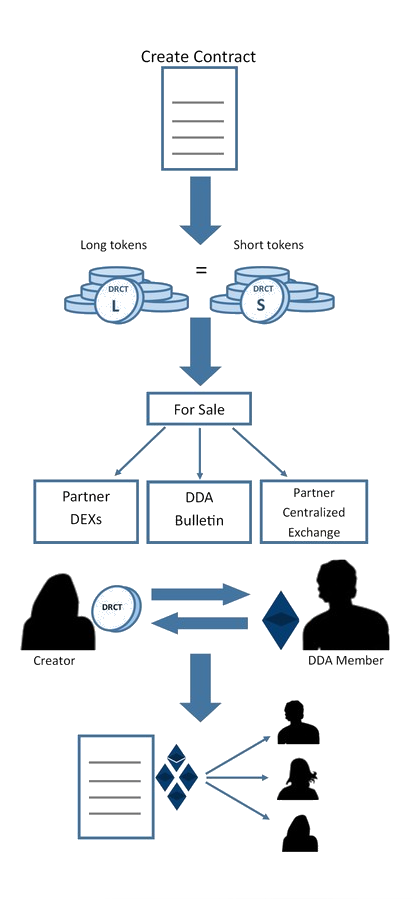 Create Contract
Long tokens
Short tokens
=
DRCT
L
DRCT
S
For Sale
Partner
DEXs
DDA
Bulletin
Partner
Centralized
Exchange
DRCT
Creator
DDA Member